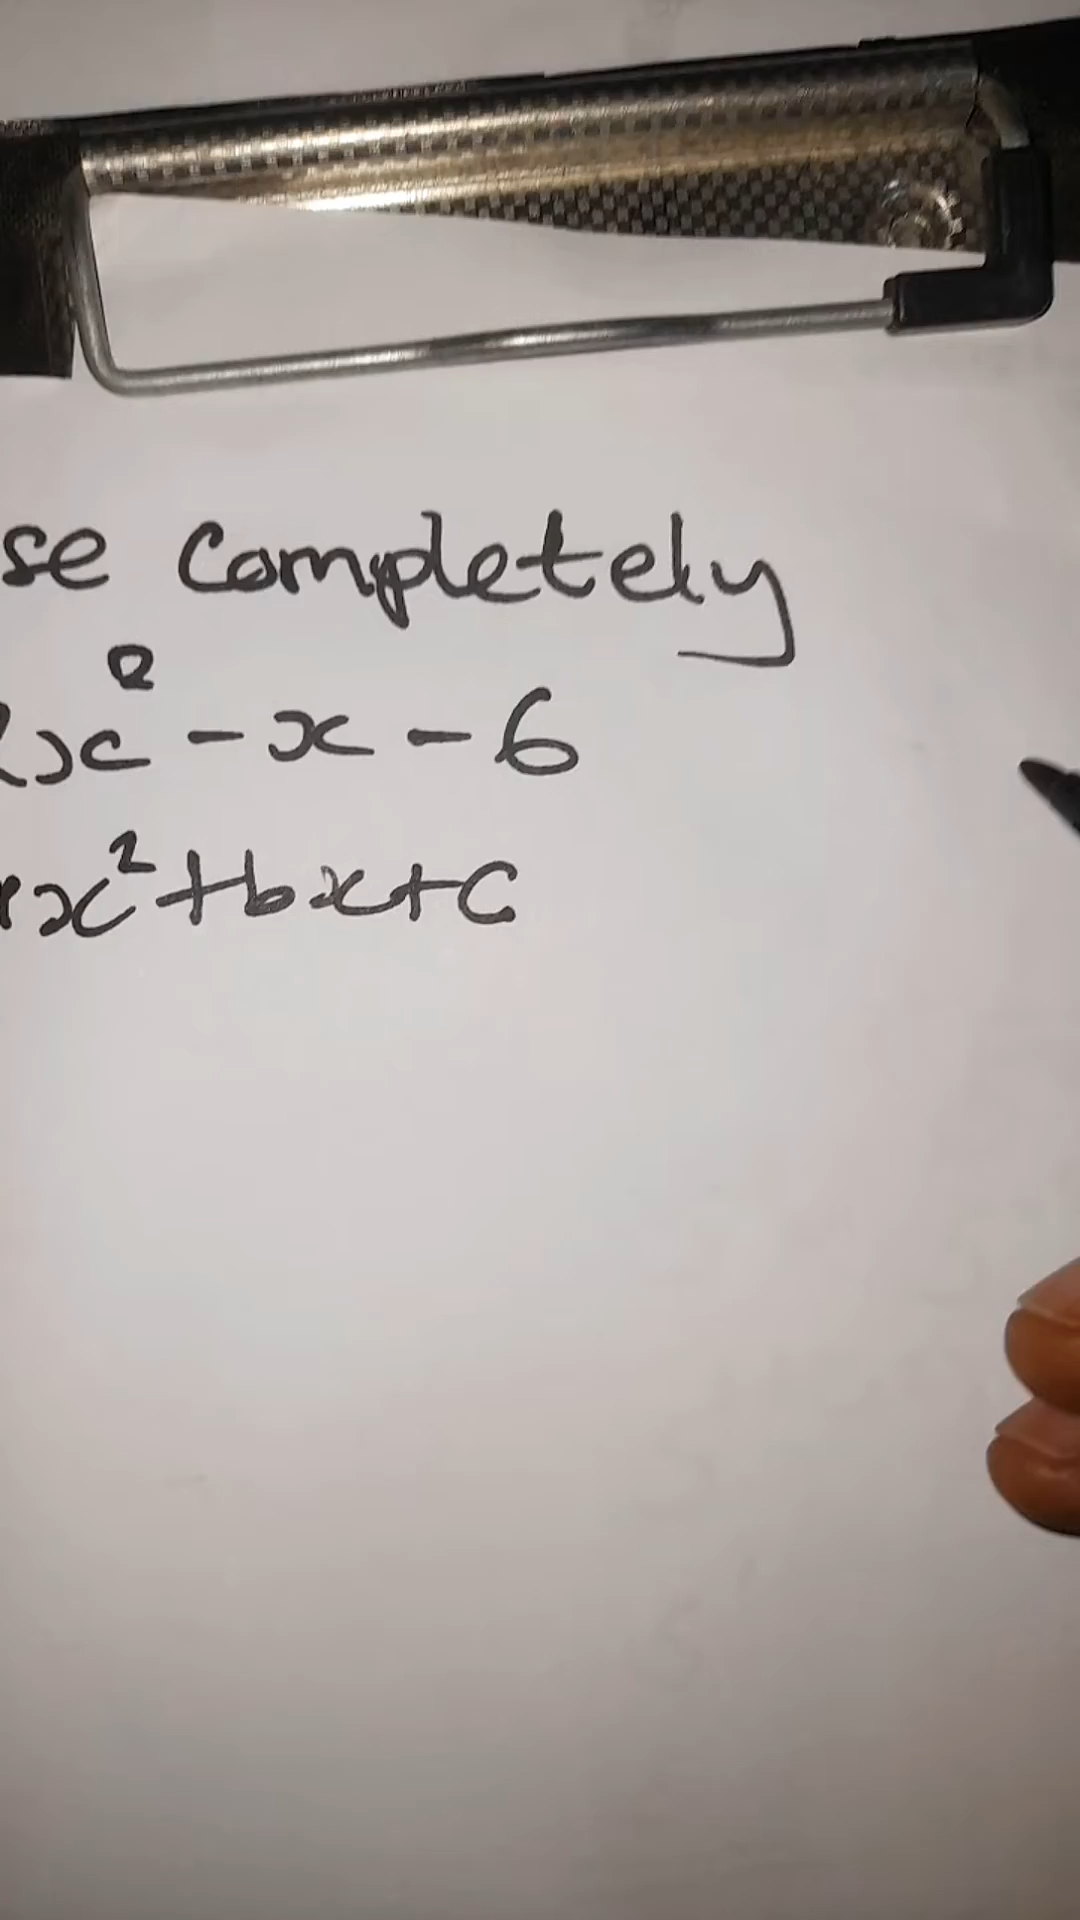 se completely
2x² - x - 6
x² + bx + c